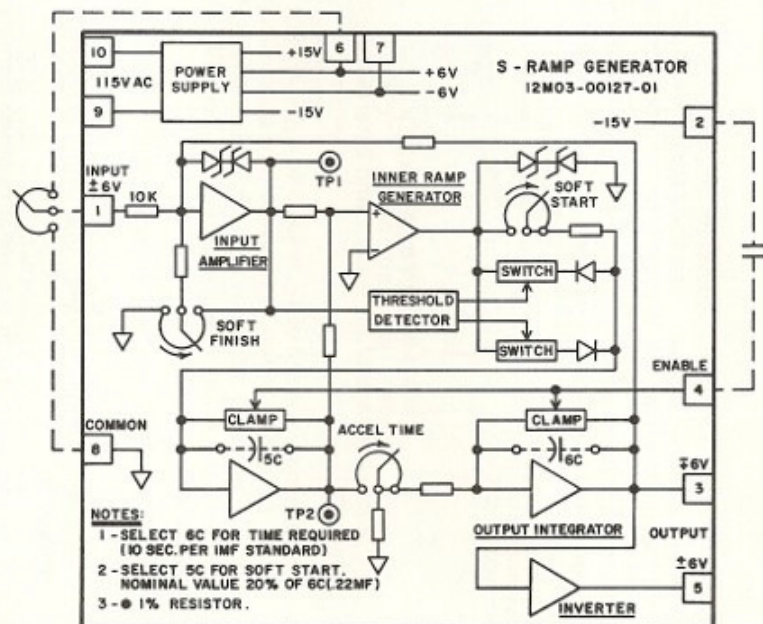 10
115V AC
9
POWER
SUPPLY
+15V
-15V
6
7
+6V
-6V
S - RAMP GENERATOR
12M03-00127-01
-15V
2
INPUT
±6V
1
10K
TP1
INPUT
AMPLIFIER
INNER RAMP
GENERATOR
+
-
SOFT
START
SWITCH
THRESHOLD
DETECTOR
SWITCH
SOFT
FINISH
ENABLE
4
COMMON
8
CLAMP
5C
TP2
ACCEL TIME
CLAMP
6C
OUTPUT INTEGRATOR
∓6V
3
OUTPUT
±6V
5
INVERTER
NOTES:
1 - SELECT 6C FOR TIME REQUIRED
(10 SEC. PER IMF STANDARD)
2 - SELECT 5C FOR SOFT START.
NOMINAL VALUE 20% OF 6C(.22MF)
3 - ● 1% RESISTOR.